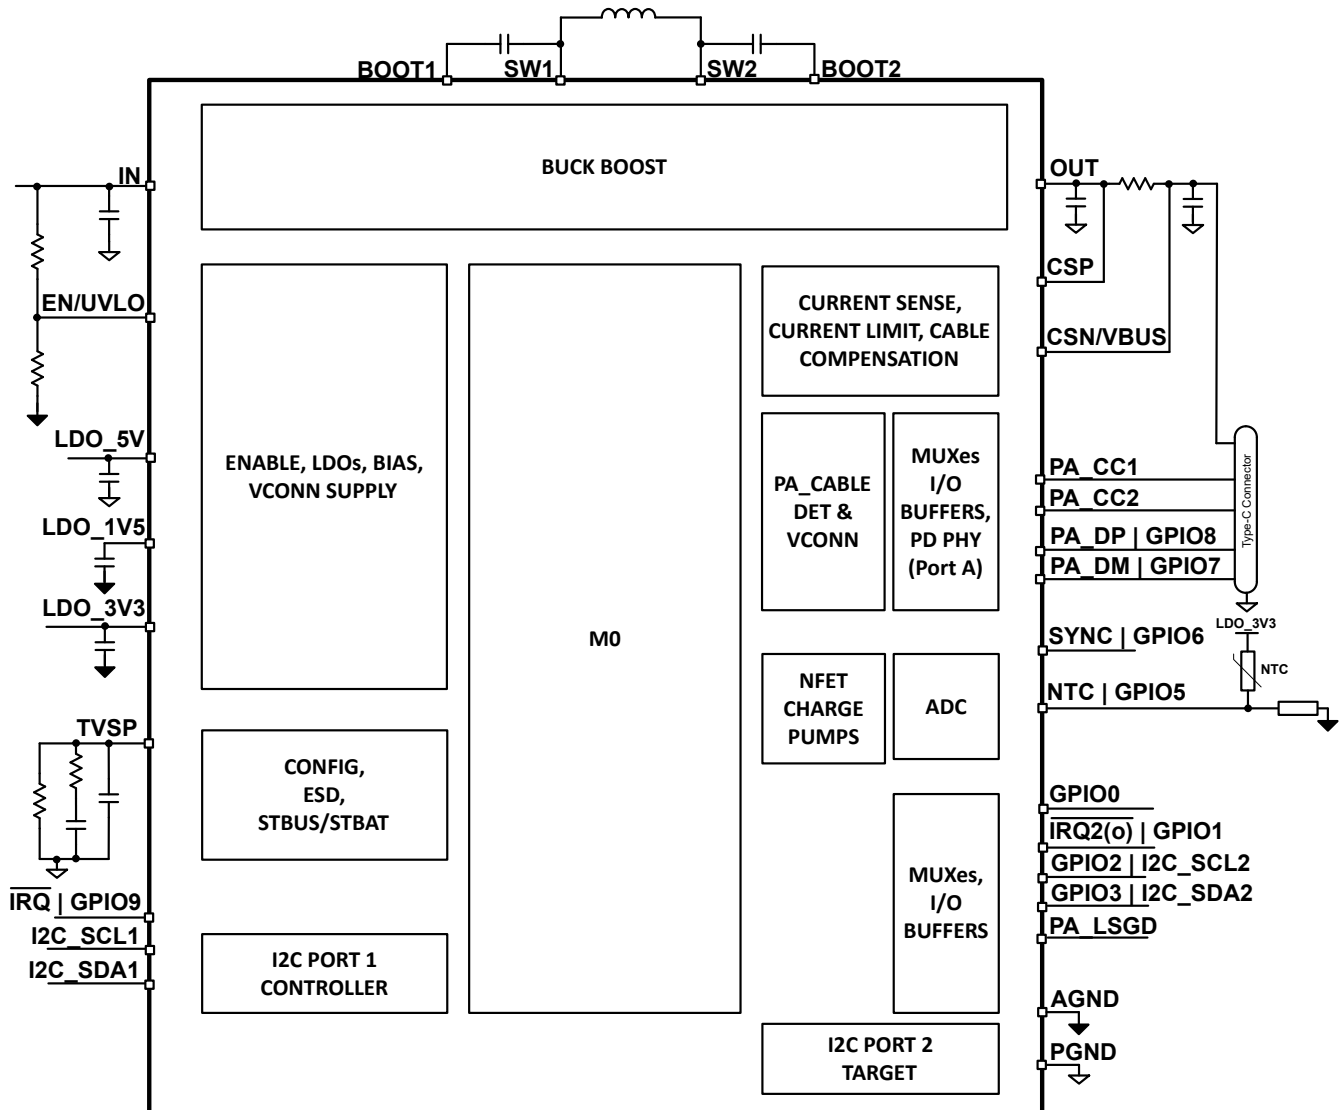 BOOT1
SW1
SW2
BOOT2
BUCK BOOST
IN
OUT
EN/UVLO
CSP
CSN/VBUS
CURRENT SENSE,
CURRENT LIMIT, CABLE
COMPENSATION
LDO_5V
LDO_1V5
LDO_3V3
ENABLE, LDOs, BIAS,
VCONN SUPPLY
M0
PA_CABLE
DET &
VCONN
MUXes
I/O
BUFFERS,
PD PHY
(Port A)
PA_CC1
PA_CC2
PA_DP | GPIO8
PA_DM | GPIO7
Type-C Connector
LDO_3V3
SYNC | GPIO6
NTC
NTC | GPIO5
NFET
CHARGE
PUMPS
ADC
TVSP
CONFIG,
ESD,
STBUS/STBAT
GPIO0
IRQ2(o) | GPIO1
GPIO2 | I2C_SCL2
GPIO3 | I2C_SDA2
PA_LSGD
MUXes,
I/O
BUFFERS
IRQ | GPIO9
I2C_SCL1
I2C_SDA1
I2C PORT 1
CONTROLLER
AGND
PGND
I2C PORT 2
TARGET